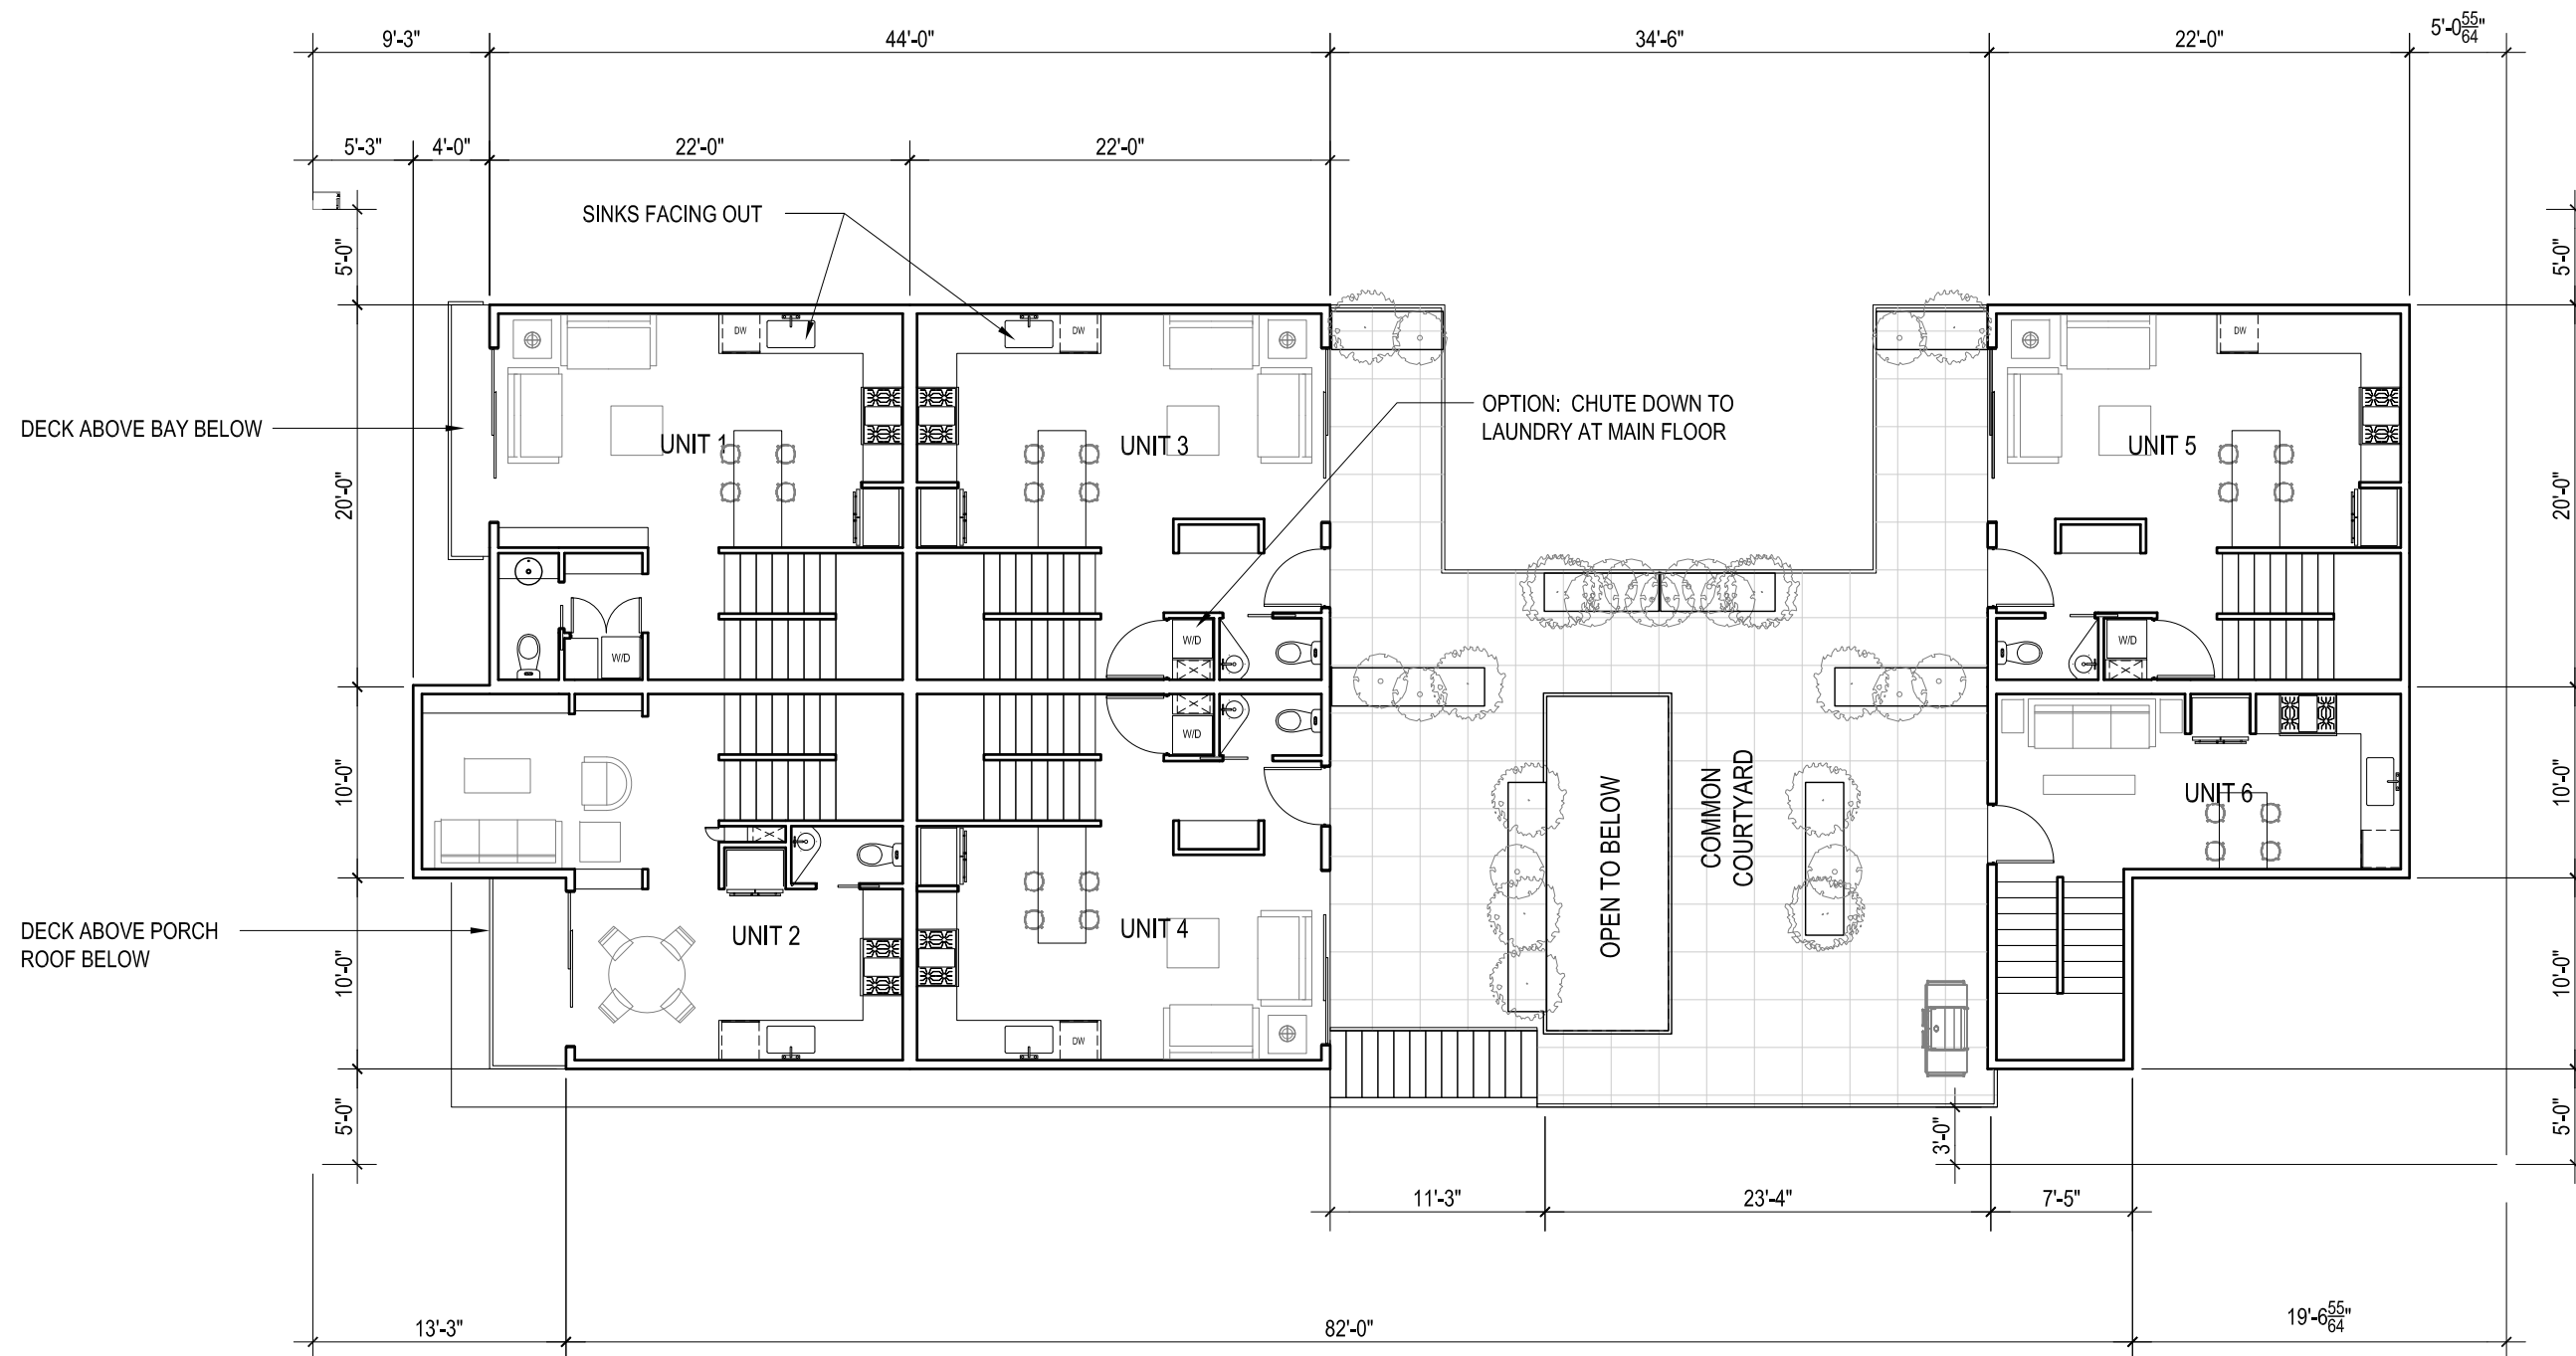 9'-3" 44'-0" 34'-6" 22'-0" 5'-0 55/64"
5'-3" 4'-0" 22'-0" 22'-0"
SINKS FACING OUT
5'-0" 5'-0"
DW DW DW
OPTION: CHUTE DOWN TO
LAUNDRY AT MAIN FLOOR
DECK ABOVE BAY BELOW
UNIT 1 UNIT 3 UNIT 5
20'-0" 20'-0"
W/D W/D W/D
W/D
10'-0" 10'-0"
UNIT 6
OPEN TO BELOW
COMMON
COURTYARD
DECK ABOVE PORCH
ROOF BELOW
UNIT 2 UNIT 4
10'-0" 10'-0"
DW
5'-0" 3'-0" 5'-0"
11'-3" 23'-4" 7'-5"
13'-3" 82'-0" 19'-6 55/64"